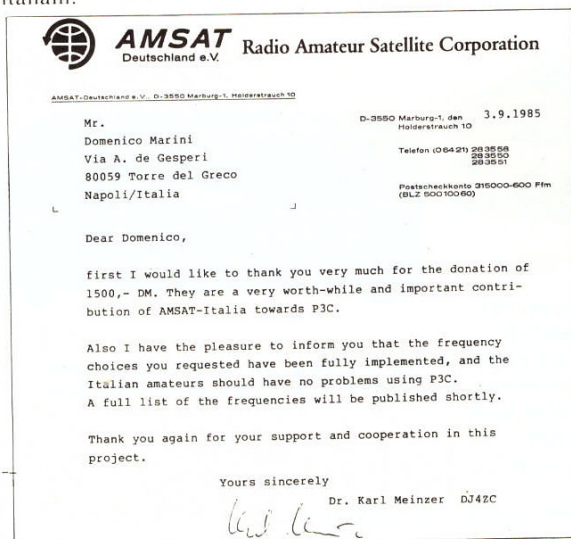 italiani.
AMSAT
Deutschland e.V.
Radio Amateur Satellite Corporation
AMSAT-Deutschland e.V., D-3550 Marburg-1, Holderstrauch 10
D-3550 Marburg-1, den 3.9.1985
Holderstrauch 10
Mr.
Domenico Marini
Via A. de Gesperi
80059 Torre del Greco
Napoli/Italia
Telefon (06421) 283558
283550
283551
Postscheckkonto 315000-600 Ffm
(BLZ 50010060)
Dear Domenico,
first I would like to thank you very much for the donation of
1500,- DM. They are a very worth-while and important contri-
bution of AMSAT-Italia towards P3C.
Also I have the pleasure to inform you that the frequency
choices you requested have been fully implemented, and the
Italian amateurs should have no problems using P3C.
A full list of the frequencies will be published shortly.
Thank you again for your support and cooperation in this
project.
Yours sincerely
Dr. Karl Meinzer DJ4ZC